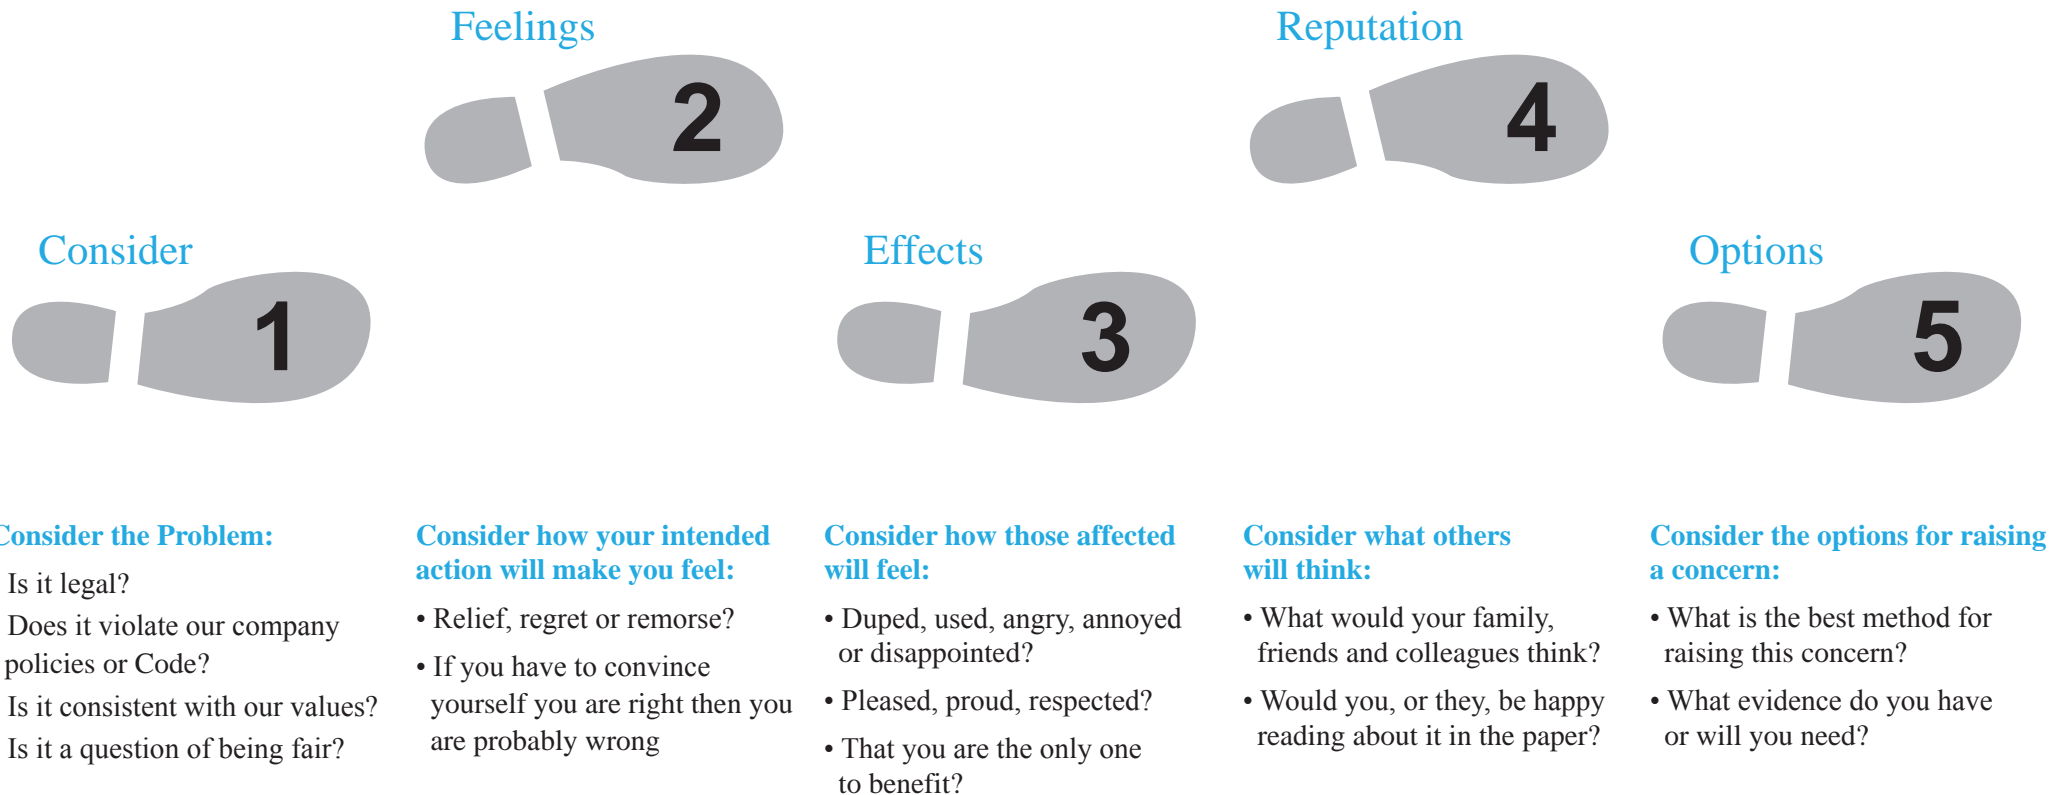 Feelings
2
Reputation
4
Consider
1
Effects
3
Options
5
Consider the Problem:
Is it legal?
Does it violate our company
policies or Code?
Is it consistent with our values?
Is it a question of being fair?
Consider how your intended
action will make you feel:
• Relief, regret or remorse?
• If you have to convince
yourself you are right then you
are probably wrong
Consider how those affected
will feel:
• Duped, used, angry, annoyed
or disappointed?
• Pleased, proud, respected?
• That you are the only one
to benefit?
Consider what others
will think:
• What would your family,
friends and colleagues think?
• Would you, or they, be happy
reading about it in the paper?
Consider the options for raising
a concern:
• What is the best method for
raising this concern?
• What evidence do you have
or will you need?